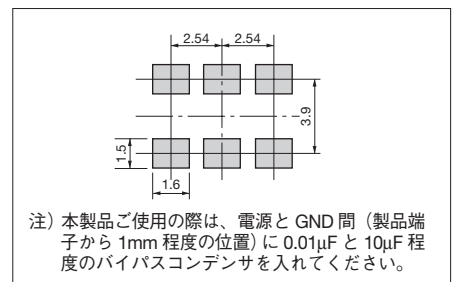 2.54 2.54
3.9
1.5
1.6
注）本製品ご使用の際は、電源と GND 間（製品端
子から 1mm 程度の位置）に 0.01μF と 10μF 程
度のバイパスコンデンサを入れてください。